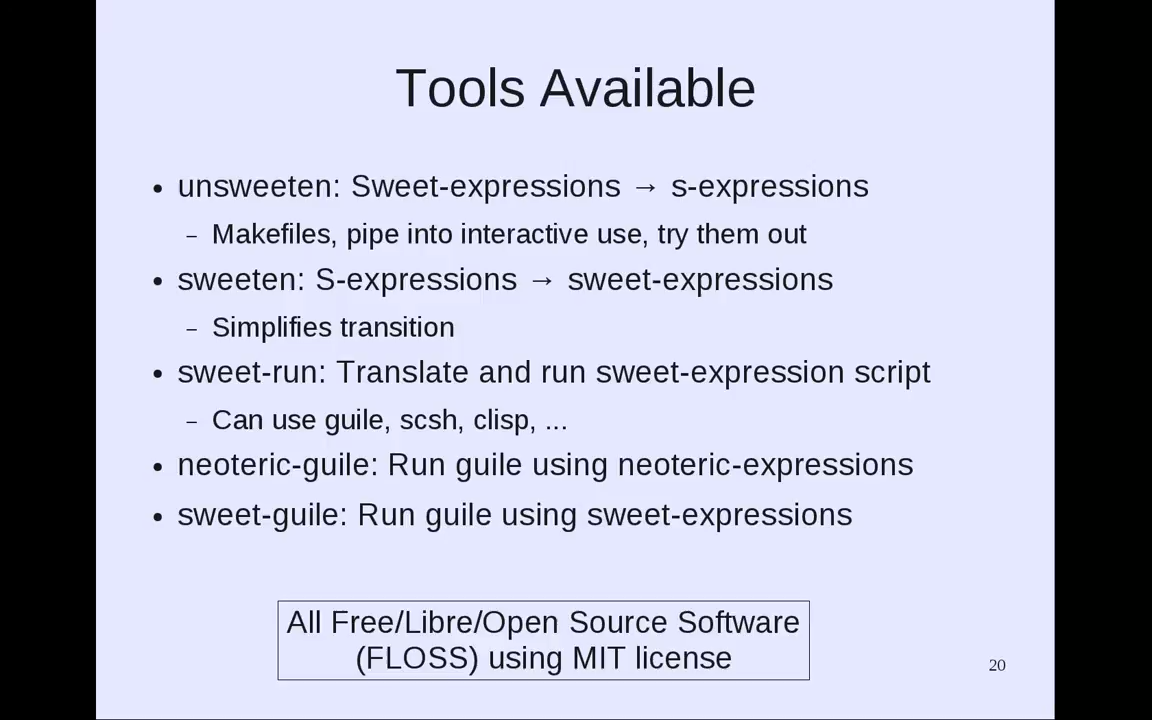 Tools Available
• unsweeten: Sweet-expressions → s-expressions
– Makefiles, pipe into interactive use, try them out
• sweeten: S-expressions → sweet-expressions
– Simplifies transition
• sweet-run: Translate and run sweet-expression script
– Can use guile, scsh, clisp, ...
• neoteric-guile: Run guile using neoteric-expressions
• sweet-guile: Run guile using sweet-expressions
All Free/Libre/Open Source Software
(FLOSS) using MIT license
20